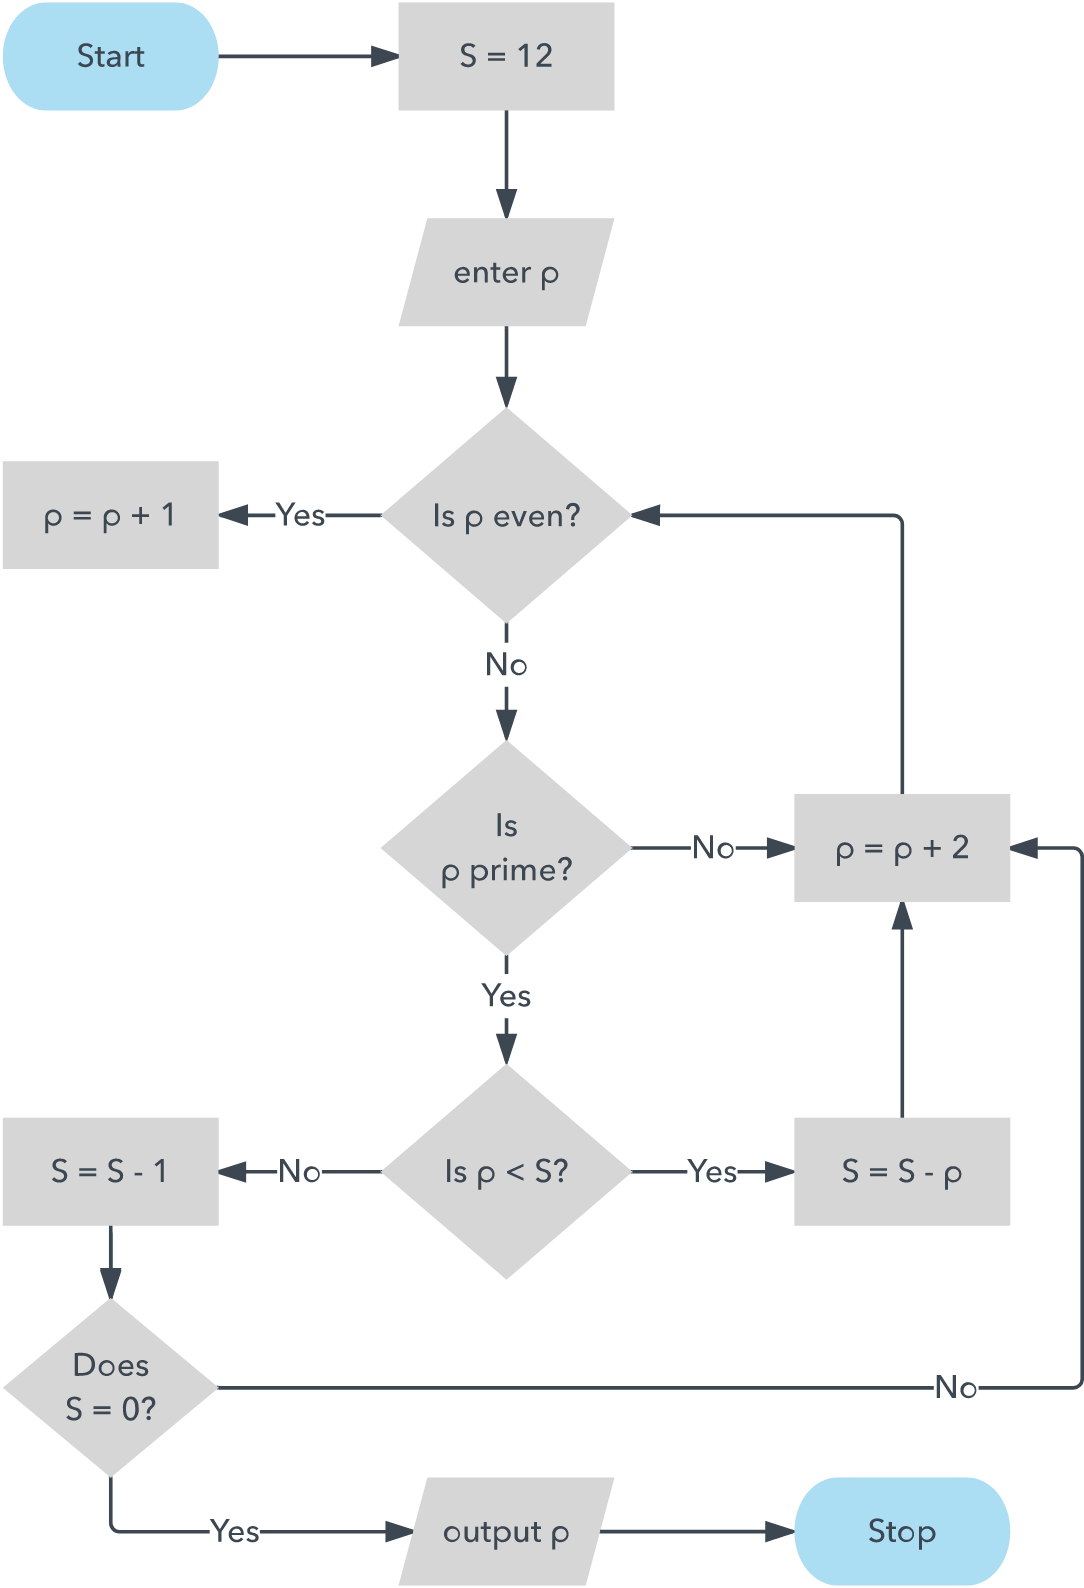 Start
S = 12
enter ρ
Is ρ even?
Yes
ρ = ρ + 1
No
Is
ρ prime?
No
ρ = ρ + 2
Yes
Is ρ < S?
No
S = S - 1
Yes
S = S - ρ
Does
S = 0?
No
Yes
output ρ
Stop